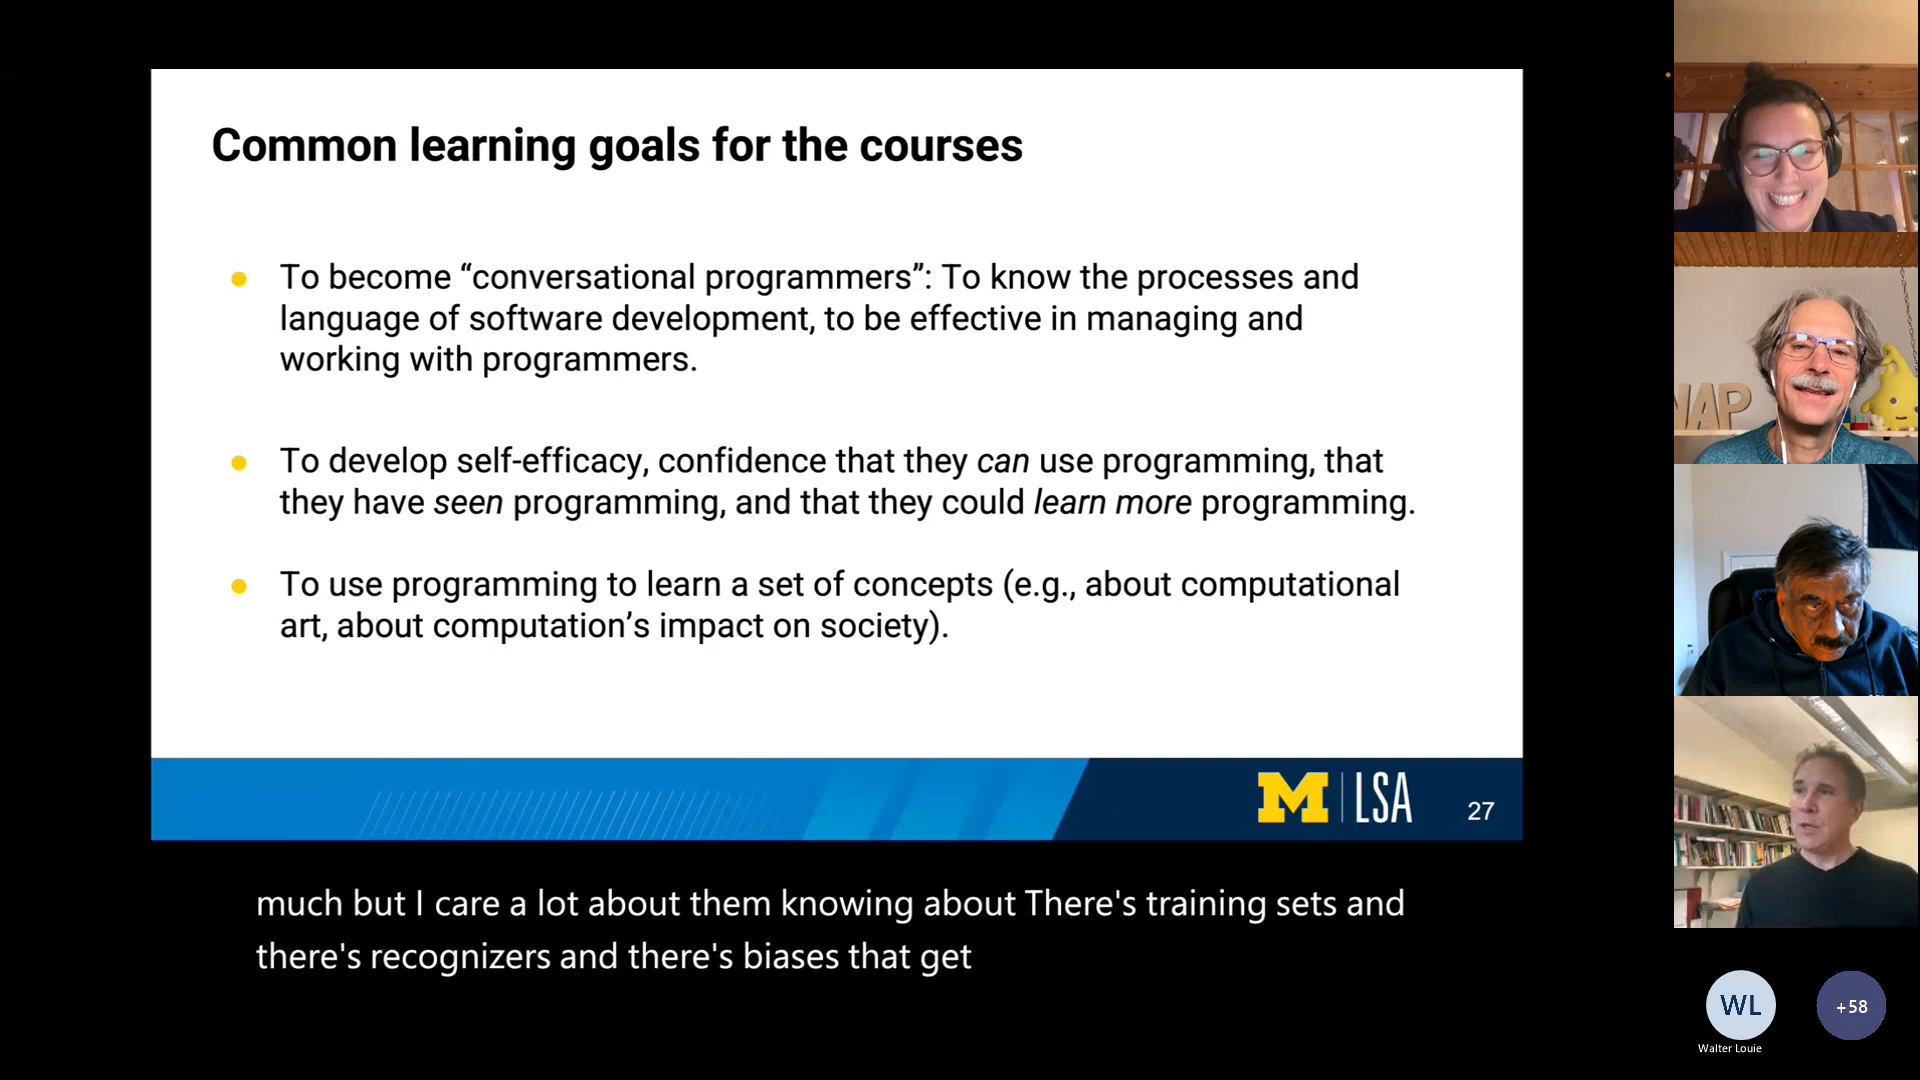 Common learning goals for the courses
To become “conversational programmers”: To know the processes and
language of software development, to be effective in managing and
working with programmers.
To develop self-efficacy, confidence that they can use programming, that
they have seen programming, and that they could learn more programming.
To use programming to learn a set of concepts (e.g., about computational
art, about computation’s impact on society).
M | LSA
27
much but I care a lot about them knowing about There's training sets and
there's recognizers and there's biases that get
NAP
WL
+58
Walter Louie